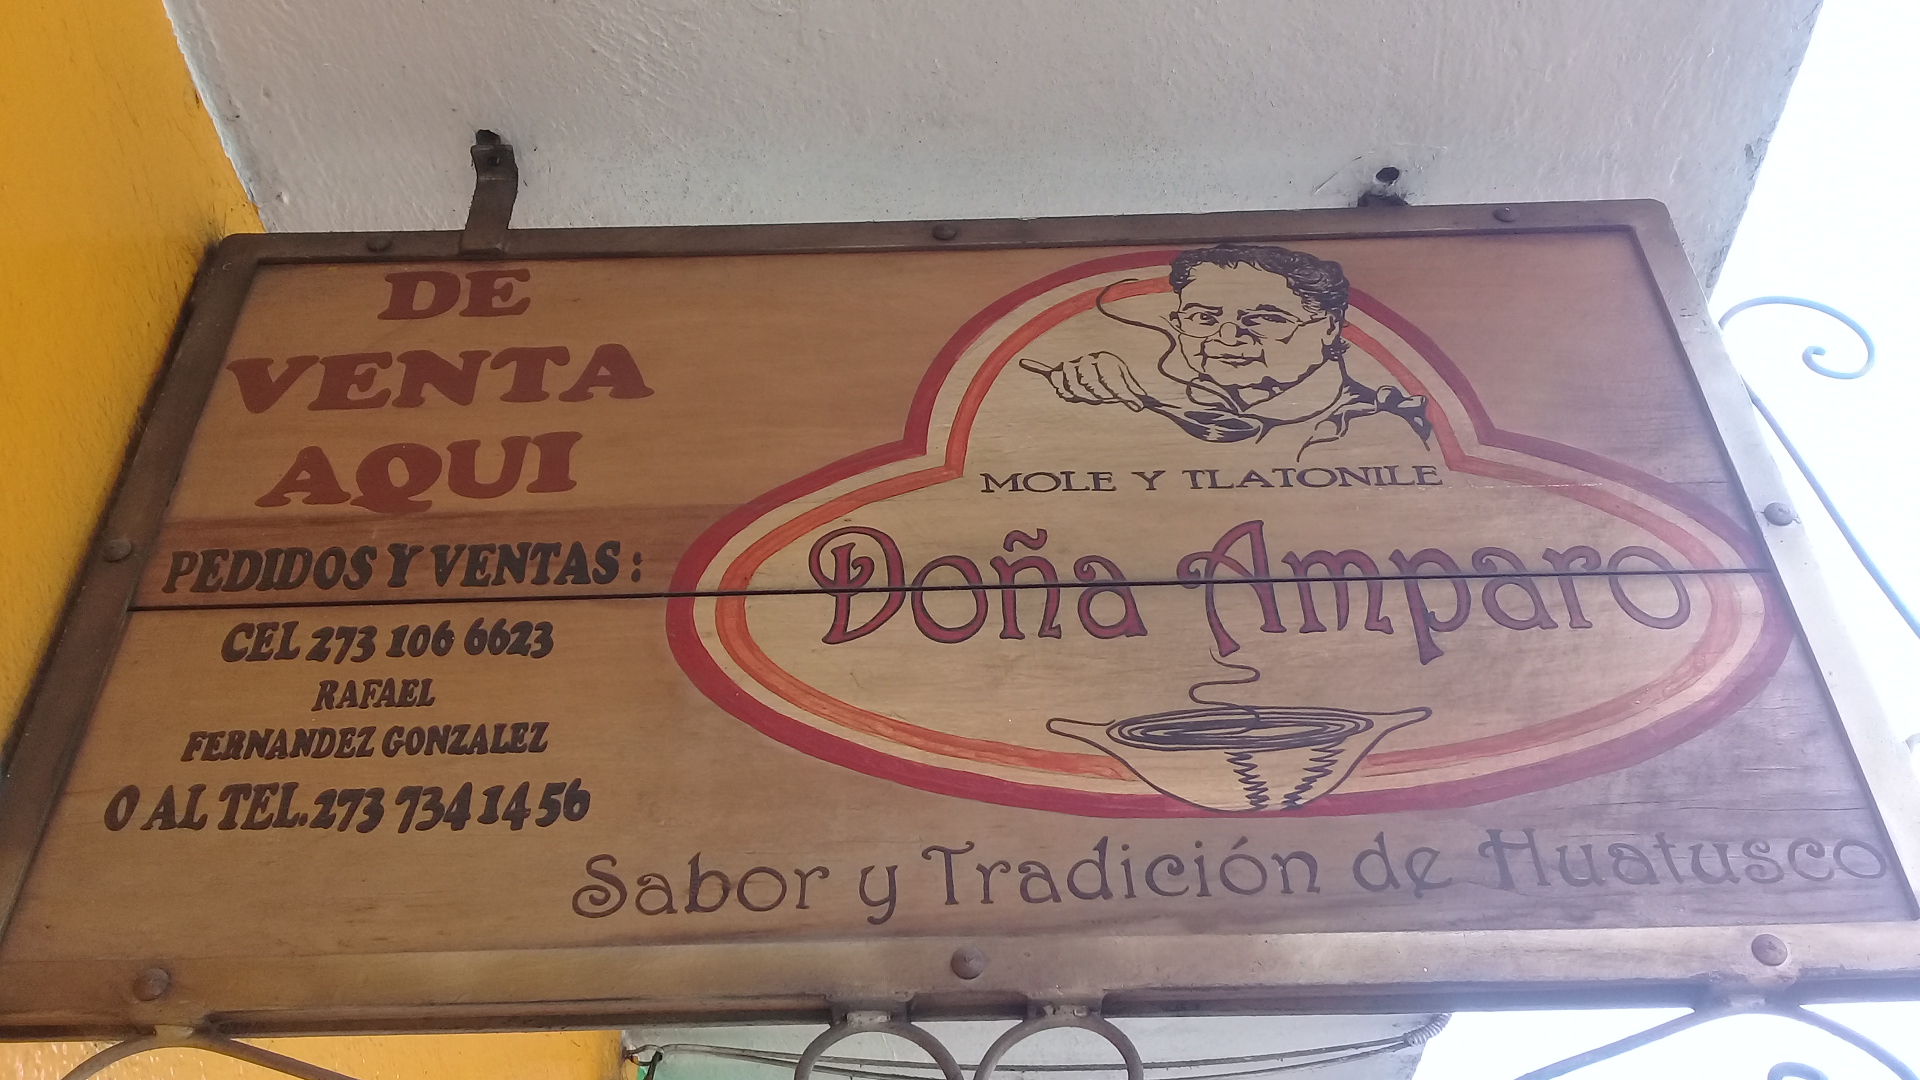 DE
VENTA
AQUI
PEDIDOS Y VENTAS:
CEL 273 106 6623
RAFAEL
FERNANDEZ GONZALEZ
O AL TEL. 273 734 14 56
MOLE Y TLATONILE
Doña Amparo
Sabor y Tradición de Huatusco